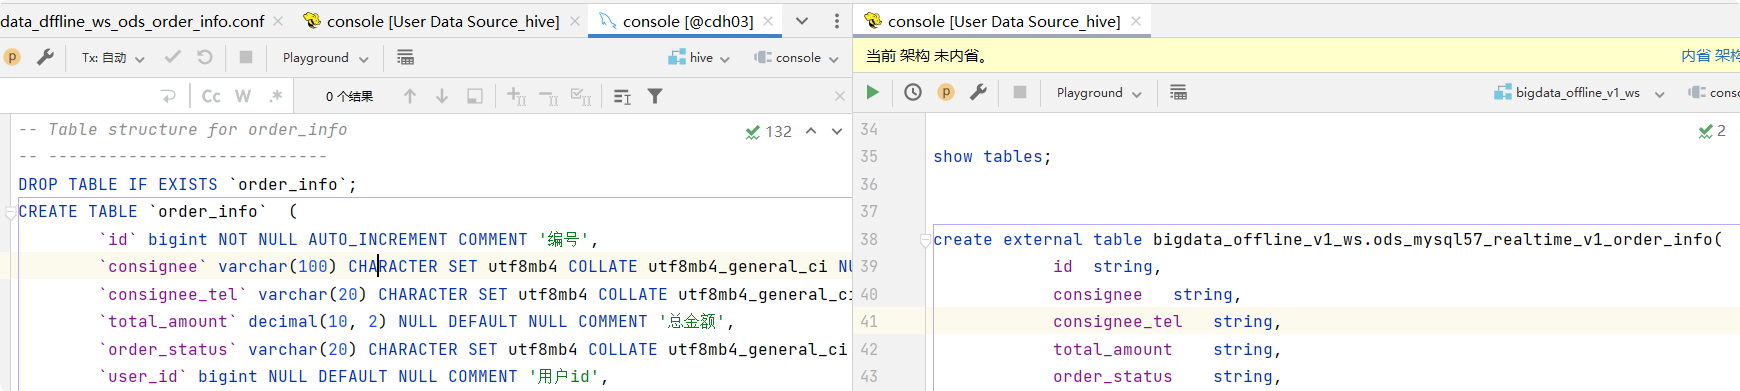 data_dffline_ws_ods_order_info.conf
console [User Data Source_hive]
console [@cdh03]
p
Tx: 自动
Playground
hive
console
Cc
W
.*
0 个结果
-- Table structure for order_info
-- ----------------------------
DROP TABLE IF EXISTS `order_info`;
CREATE TABLE `order_info`  (
`id` bigint NOT NULL AUTO_INCREMENT COMMENT '编号',
`consignee` varchar(100) CHARACTER SET utf8mb4 COLLATE utf8mb4_general_ci NU
`consignee_tel` varchar(20) CHARACTER SET utf8mb4 COLLATE utf8mb4_general_ci
`total_amount` decimal(10, 2) NULL DEFAULT NULL COMMENT '总金额',
`order_status` varchar(20) CHARACTER SET utf8mb4 COLLATE utf8mb4_general_ci
`user_id` bigint NULL DEFAULT NULL COMMENT '用户id',
132
console [User Data Source_hive]
当前 架构 未内省。
内省 架构
p
Playground
bigdata_offline_v1_ws
conso
2
34
35 show tables;
36
37
38 create external table bigdata_offline_v1_ws.ods_mysql57_realtime_v1_order_info(
39 id  string,
40 consignee   string,
41 consignee_tel   string,
42 total_amount    string,
43 order_status    string,